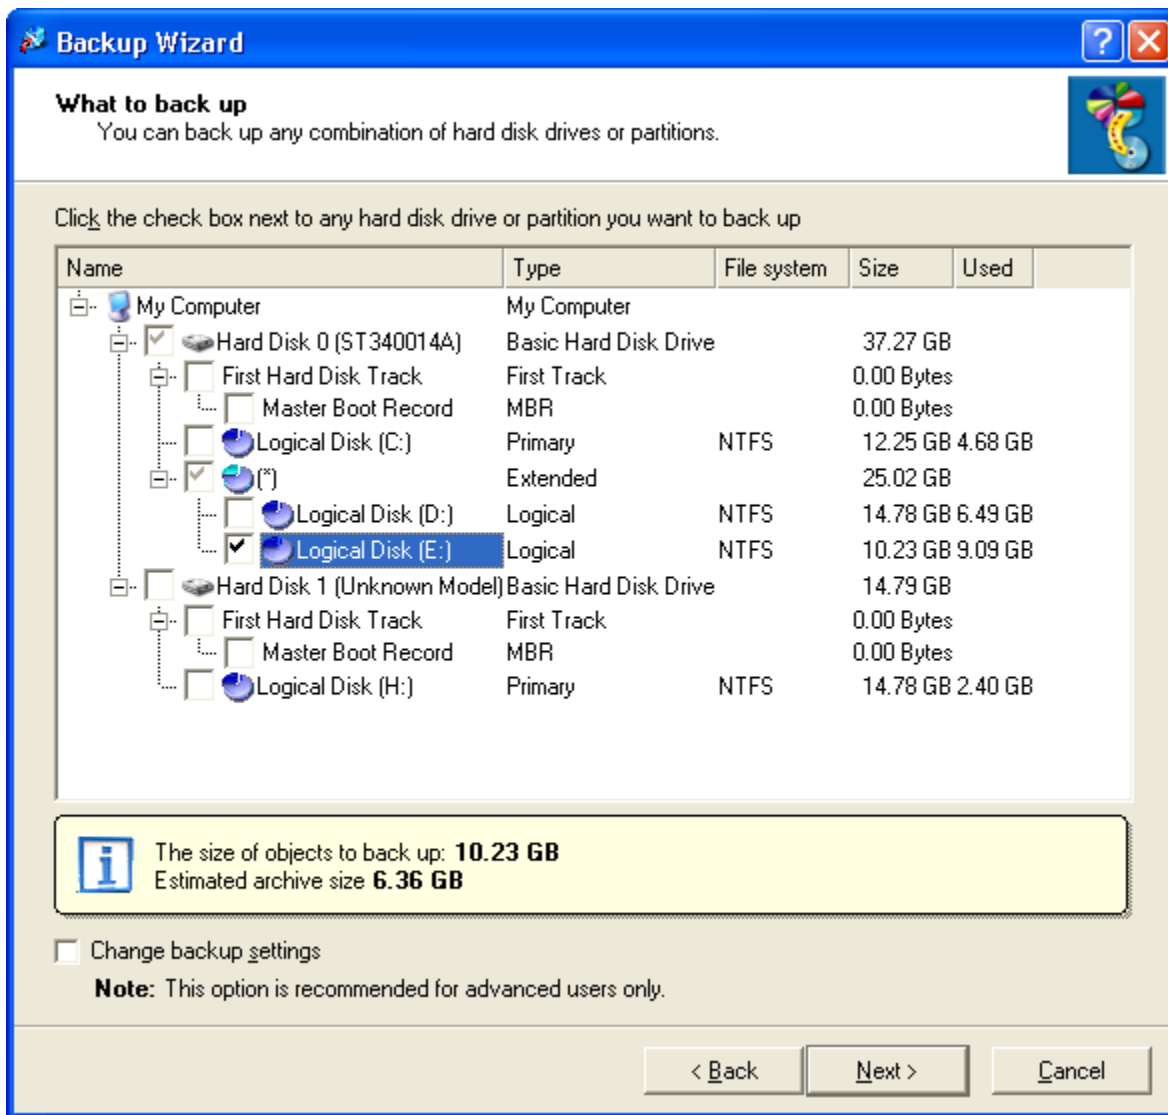 Backup Wizard
What to back up
You can back up any combination of hard disk drives or partitions.
Click the check box next to any hard disk drive or partition you want to back up
Name Type File system Size Used
My Computer My Computer
Hard Disk 0 (ST340014A) Basic Hard Disk Drive 37.27 GB
First Hard Disk Track First Track 0.00 Bytes
Master Boot Record MBR 0.00 Bytes
Logical Disk (C:) Primary NTFS 12.25 GB 4.68 GB
(*) Extended 25.02 GB
Logical Disk (D:) Logical NTFS 14.78 GB 6.49 GB
Logical Disk (E:) Logical NTFS 10.23 GB 9.09 GB
Hard Disk 1 (Unknown Model) Basic Hard Disk Drive 14.79 GB
First Hard Disk Track First Track 0.00 Bytes
Master Boot Record MBR 0.00 Bytes
Logical Disk (H:) Primary NTFS 14.78 GB 2.40 GB
The size of objects to back up: 10.23 GB
Estimated archive size 6.36 GB
Change backup settings
Note: This option is recommended for advanced users only.
< Back Next > Cancel